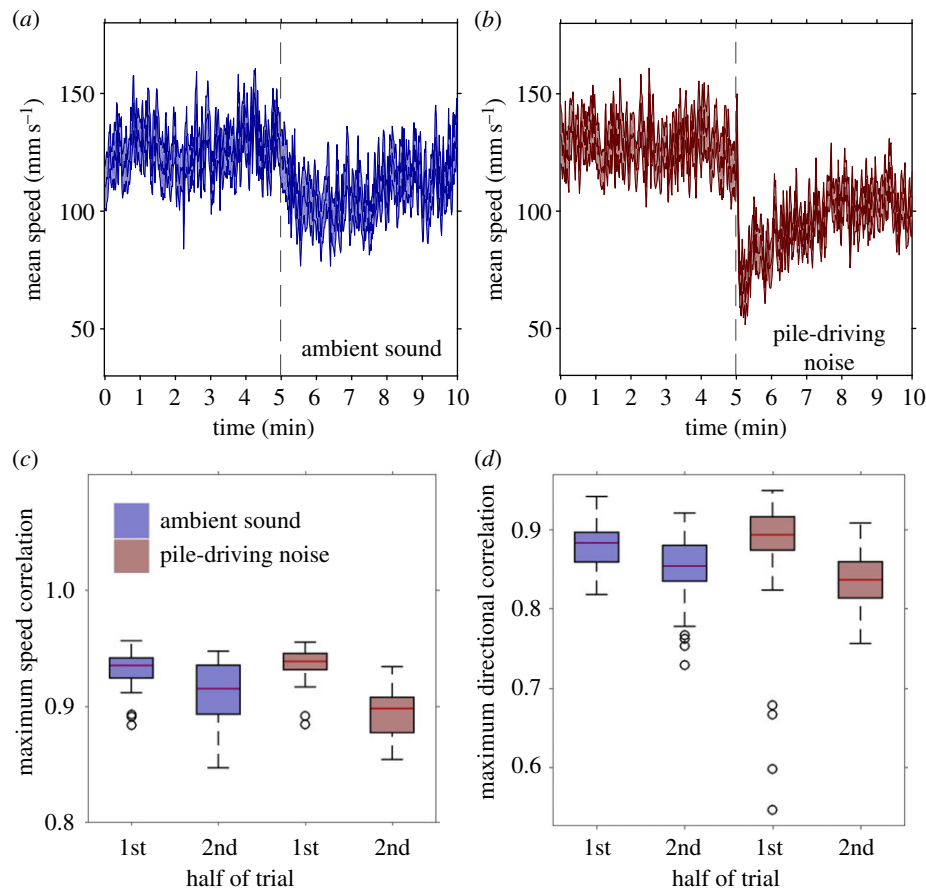 (a)
mean speed (mm s⁻¹)
150
100
50
ambient sound
0 1 2 3 4 5 6 7 8 9 10
time (min)
(b)
mean speed (mm s⁻¹)
150
100
50
pile-driving
noise
0 1 2 3 4 5 6 7 8 9 10
time (min)
(c)
maximum speed correlation
1.0
0.9
0.8
ambient sound
pile-driving noise
1st 2nd 1st 2nd
half of trial
(d)
maximum directional correlation
0.9
0.8
0.7
0.6
1st 2nd 1st 2nd
half of trial